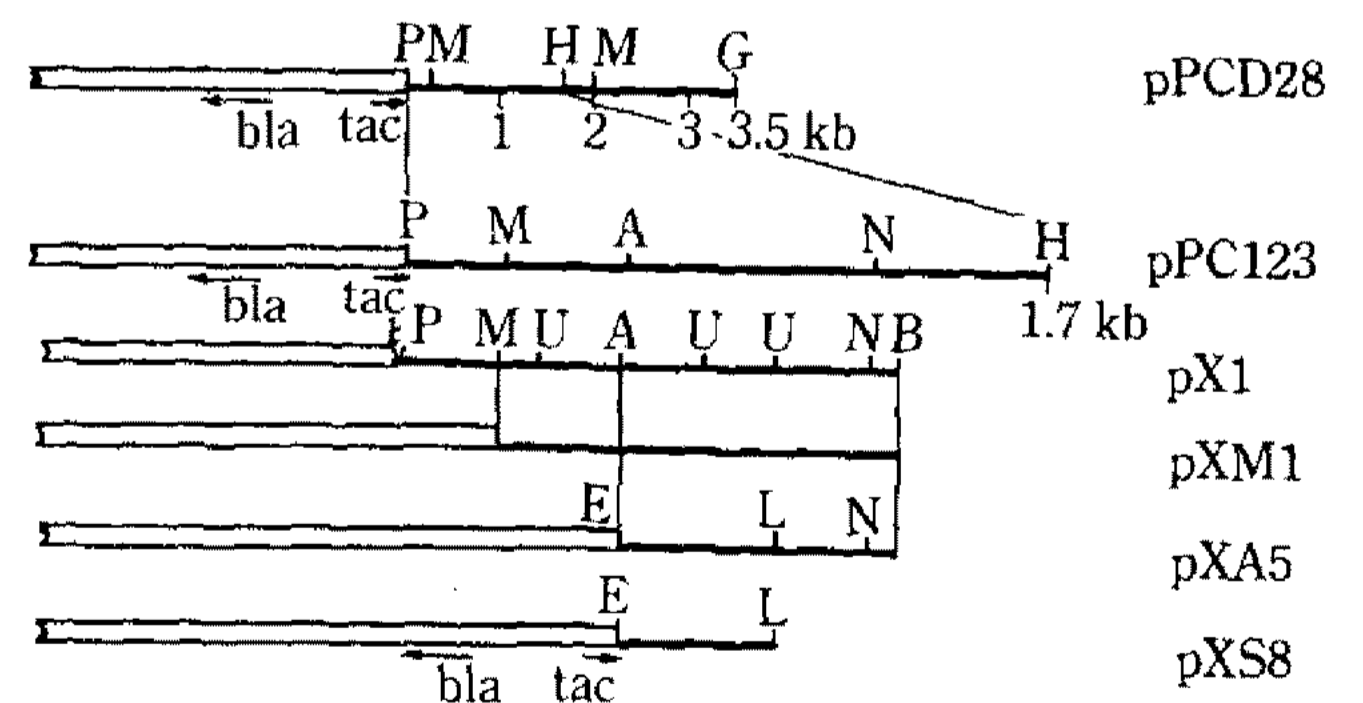 PM H M G
pPCD28
bla tac 1 2 3 3.5 kb
P M A N H
pPC123
bla tac 1.7 kb
P M U A U U N B
pX1
pXM1
E L N
pXA5
E L
pXS8
bla tac